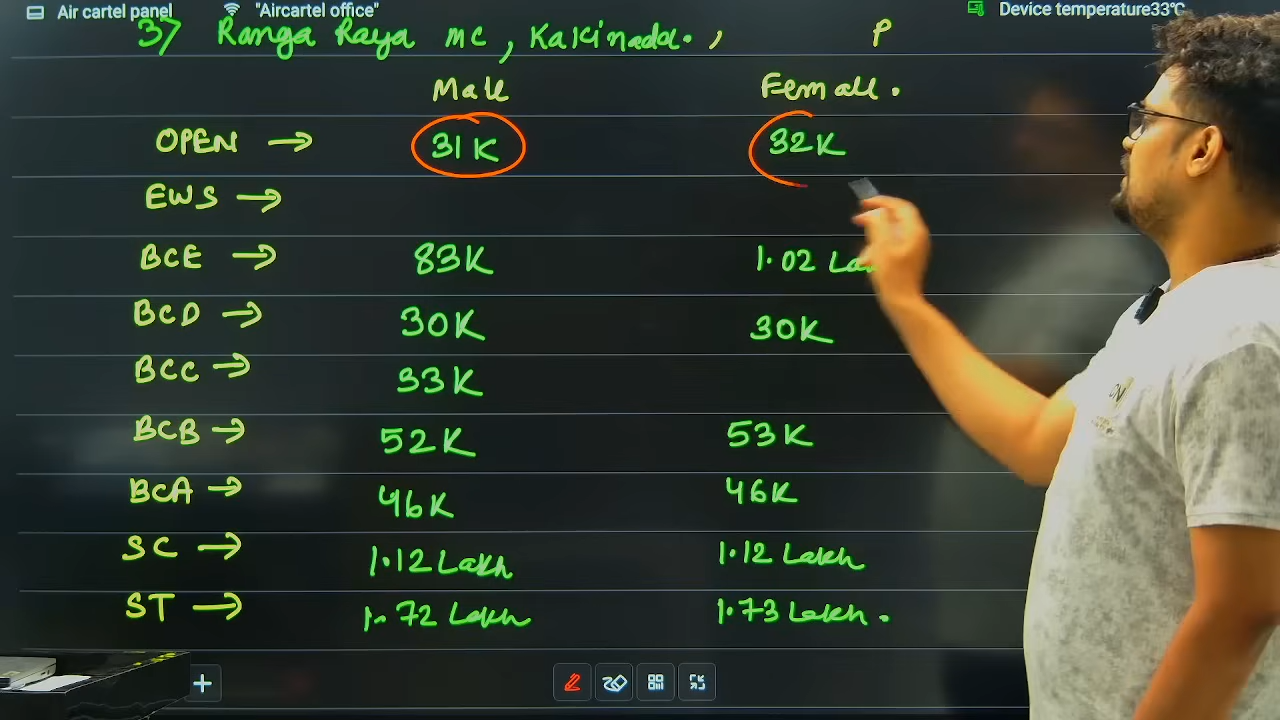 Air cartel panel "Aircartel office" Device temperature33℃
37 Ranga Raya MC, Kakinada. , P
Male Female.
OPEN → 31K 32K
EWS →
BCE → 83K 1.02
BCD → 30K 30K
BCC → 33K
BCB → 52K 53K
BCA → 46K 46K
SC → 1.12 Lakh 1.12 Lakh
ST → 1.72 Lakh 1.73 Lakh.